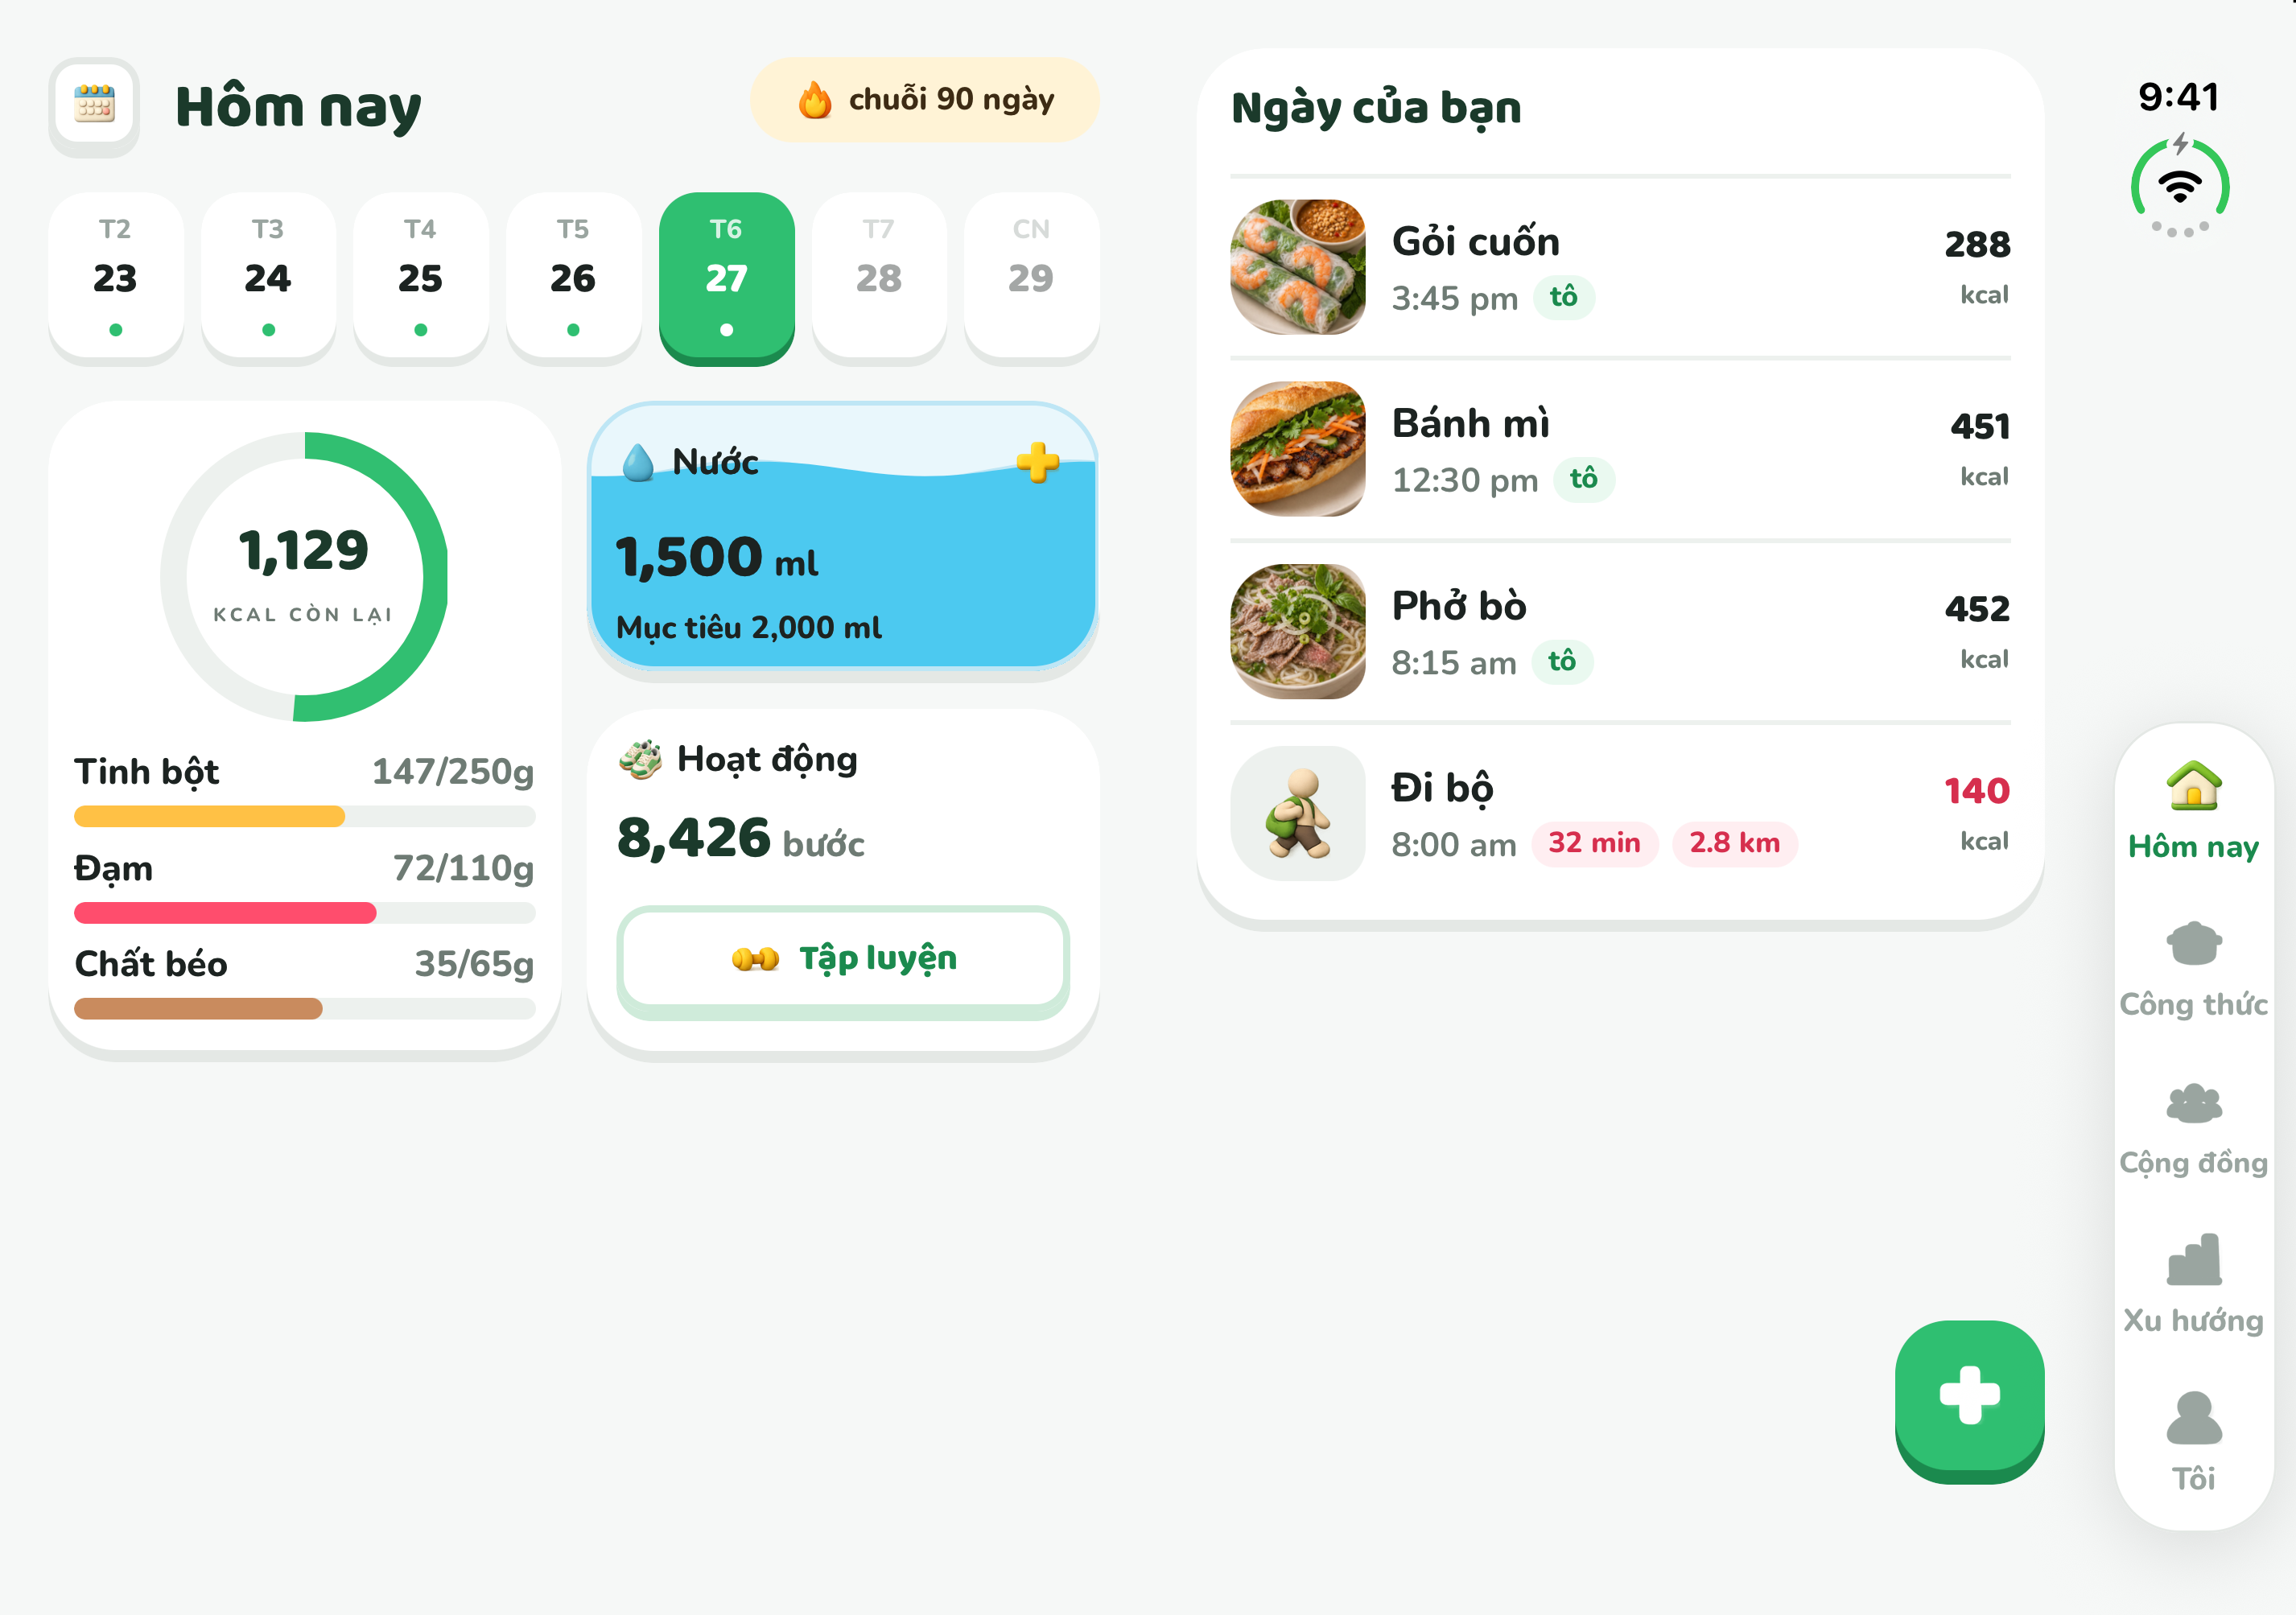 Hôm nay
chuỗi 90 ngày
T2
23
T3
24
T4
25
T5
26
T6
27
T7
28
CN
29
1,129
KCAL CÒN LẠI
Tinh bột 147/250g
Đạm 72/110g
Chất béo 35/65g
Nước
1,500 ml
Mục tiêu 2,000 ml
Hoạt động
8,426 bước
Tập luyện
Ngày của bạn
Gỏi cuốn 288
3:45 pm tô kcal
Bánh mì 451
12:30 pm tô kcal
Phở bò 452
8:15 am tô kcal
Đi bộ 140
8:00 am 32 min 2.8 km kcal
9:41
Hôm nay
Công thức
Cộng đồng
Xu hướng
Tôi